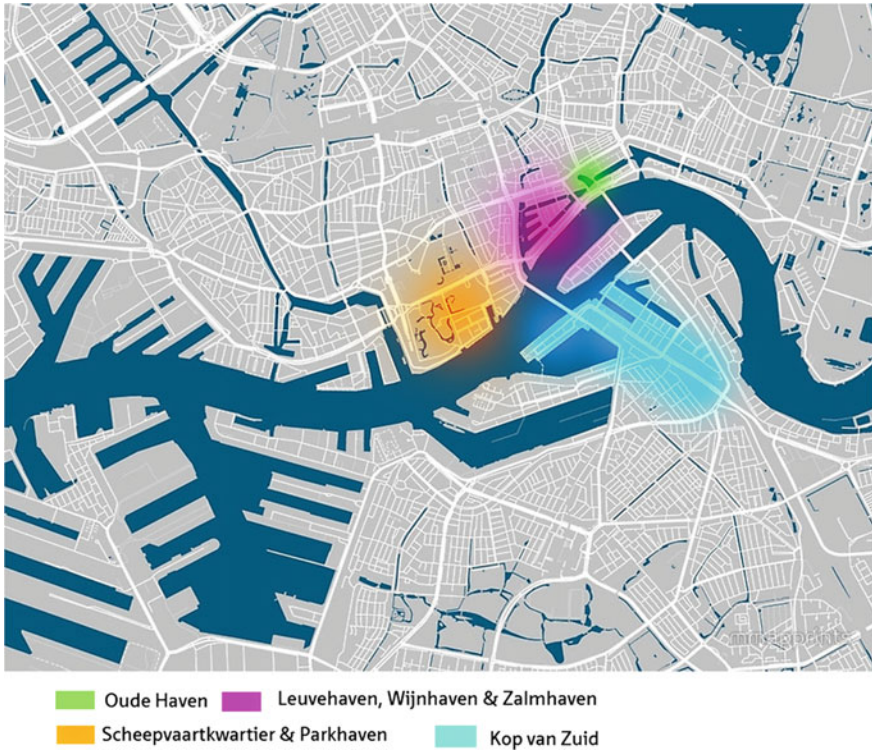 Oude Haven
Leuvehaven, Wijnhaven & Zalmhaven
Scheepvaartkwartier & Parkhaven
Kop van Zuid